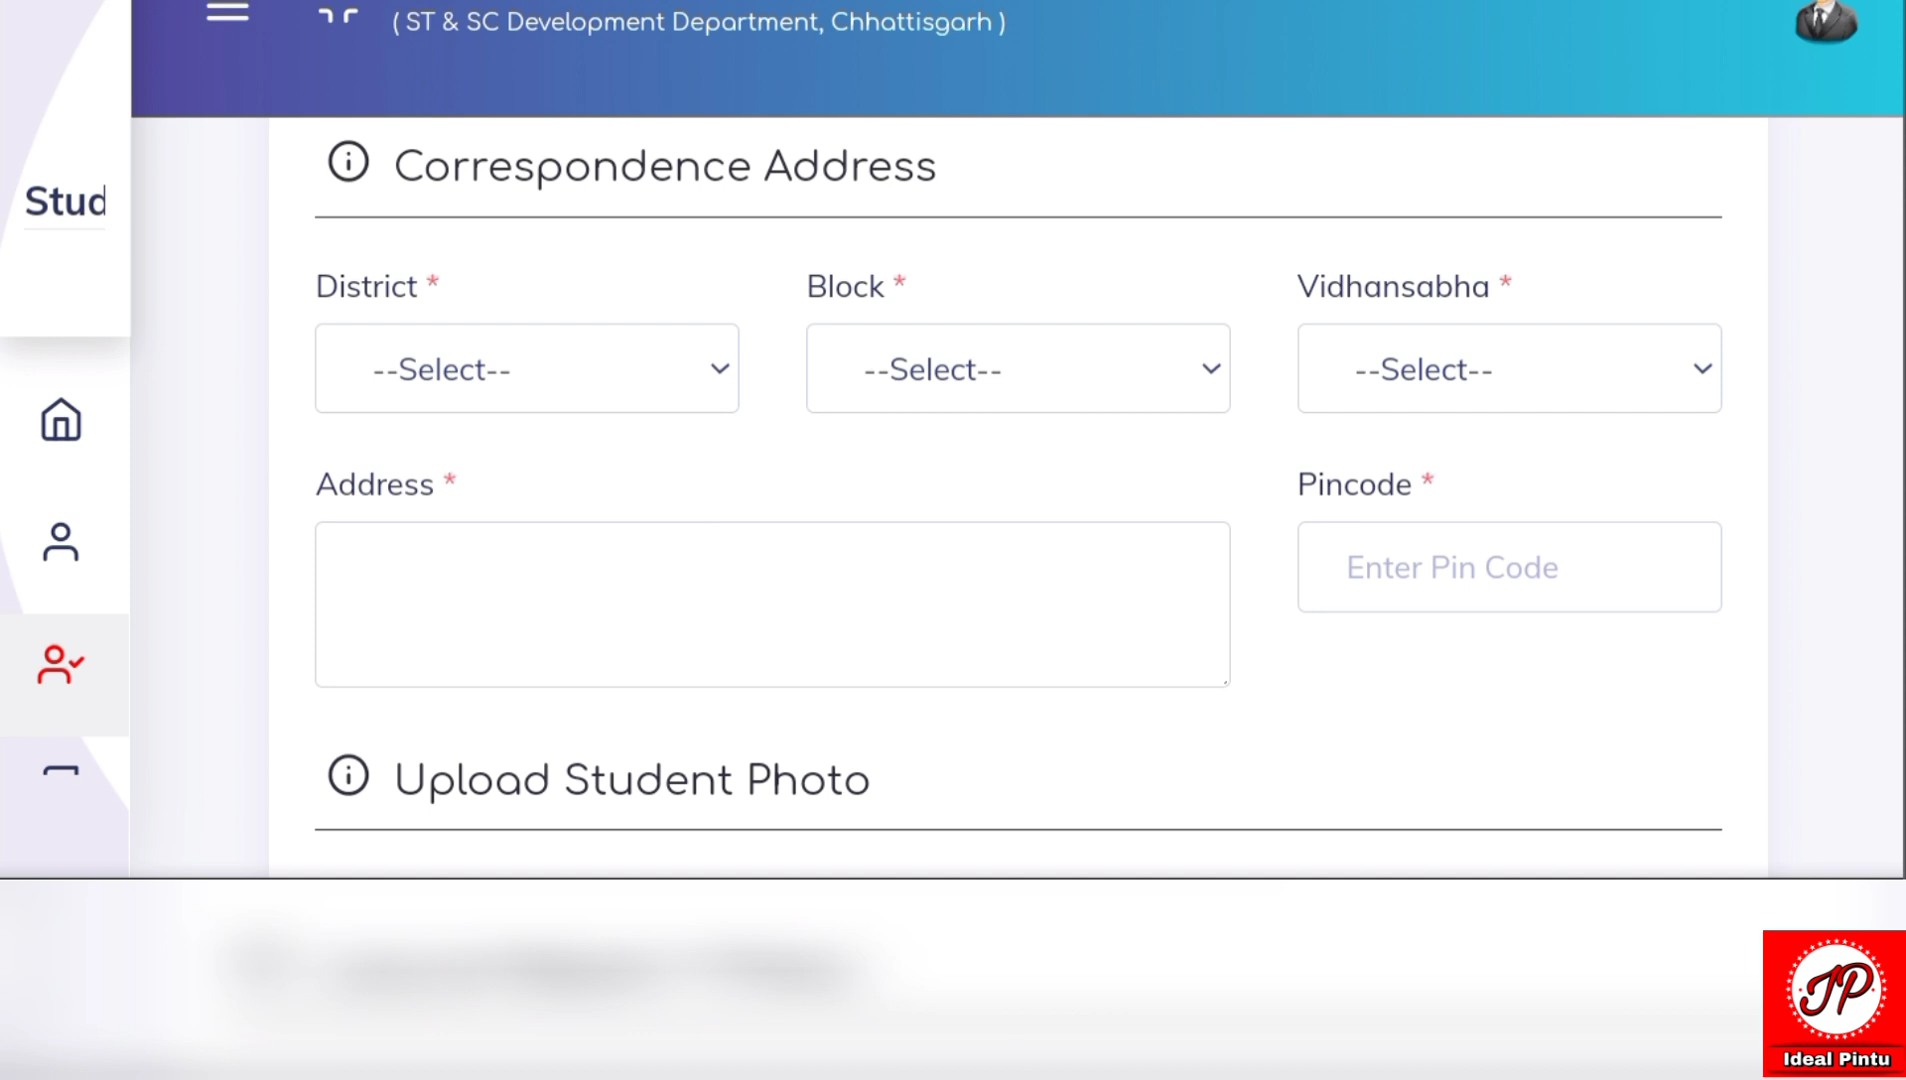 ( ST & SC Development Department, Chhattisgarh )
Stud
Correspondence Address
District *
Block *
Vidhansabha *
--Select--
--Select--
--Select--
Address *
Pincode *
Enter Pin Code
Upload Student Photo
JP
Ideal Pintu